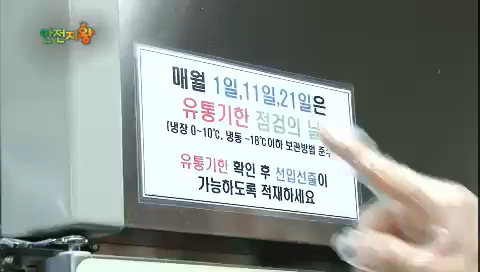 안전지왕
매월 1일,11일,21일은
유통기한 점검의 날
(냉장 0~10℃, 냉동 -18℃이하 보관방법 준수
유통기한 확인 후 선입선출이
가능하도록 적재하세요